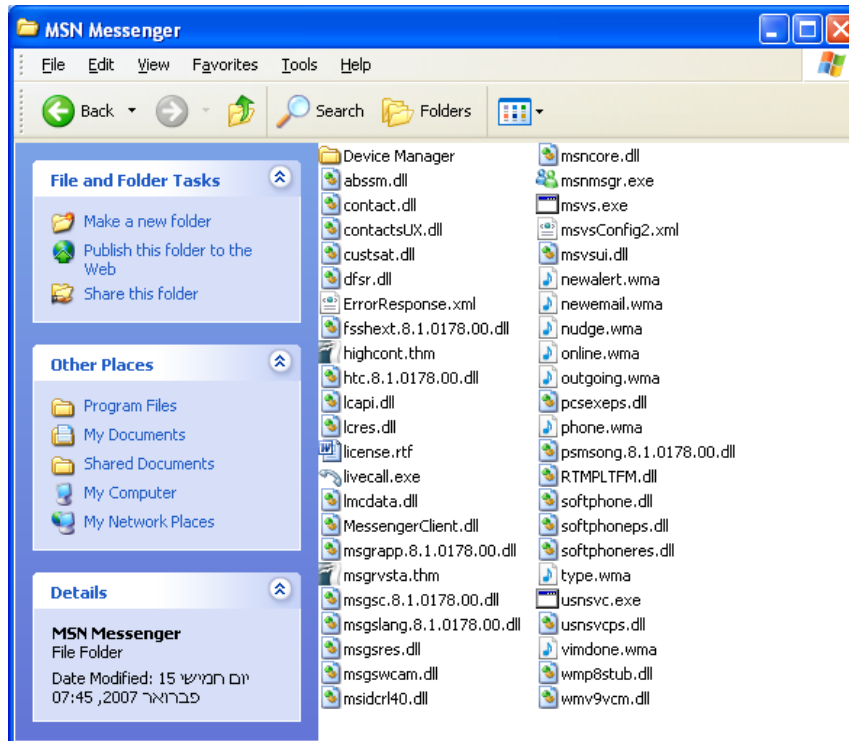 MSN Messenger
File Edit View Favorites Tools Help
Back Search Folders
File and Folder Tasks
Make a new folder
Publish this folder to the
Web
Share this folder
Other Places
Program Files
My Documents
Shared Documents
My Computer
My Network Places
Details
MSN Messenger
File Folder
Date Modified: יום חמישי 15
פברואר 2007, 07:45
Device Manager
abssm.dll
contact.dll
contactsUX.dll
custsat.dll
dfsr.dll
ErrorResponse.xml
fsshext.8.1.0178.00.dll
highcont.thm
htc.8.1.0178.00.dll
lcapi.dll
lcres.dll
license.rtf
livecall.exe
lmcdata.dll
MessengerClient.dll
msgrapp.8.1.0178.00.dll
msgrvsta.thm
msgsc.8.1.0178.00.dll
msgslang.8.1.0178.00.dll
msgsres.dll
msgswcam.dll
msidcrl40.dll
msncore.dll
msnmsgr.exe
msvs.exe
msvsConfig2.xml
msvsui.dll
newalert.wma
newemail.wma
nudge.wma
online.wma
outgoing.wma
pcsexeps.dll
phone.wma
psmsong.8.1.0178.00.dll
RTMPLTFM.dll
softphone.dll
softphoneps.dll
softphoneres.dll
type.wma
usnsvc.exe
usnsvcps.dll
vimdone.wma
wmp8stub.dll
wmv9vcm.dll